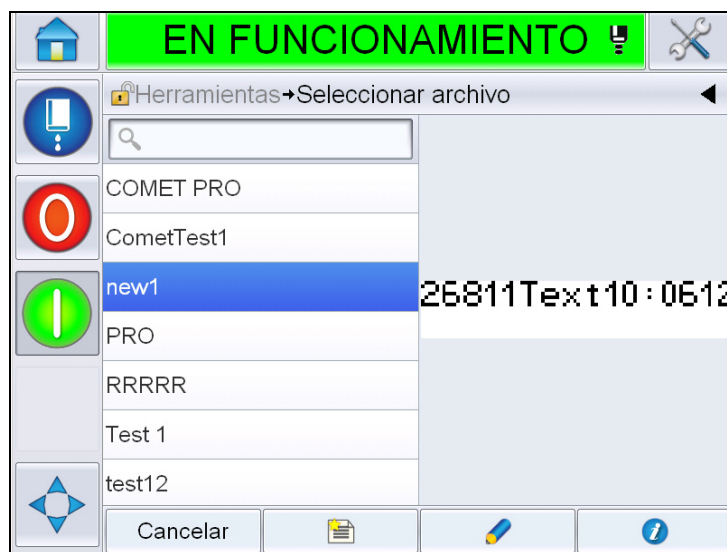 EN FUNCIONAMIENTO
Herramientas→Seleccionar archivo
COMET PRO
CometTest1
new1
26811Text10:0612
PRO
RRRRR
Test 1
test12
Cancelar